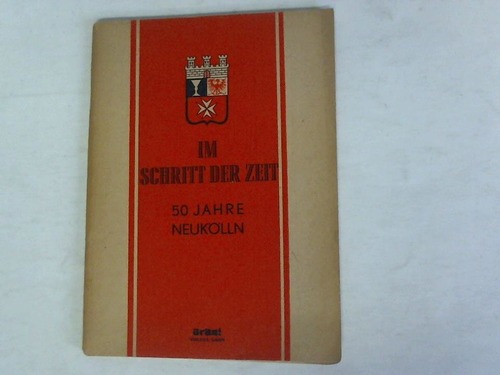 IM
SCHRITT DER ZEIT
50 JAHRE
NEUKÖLLN